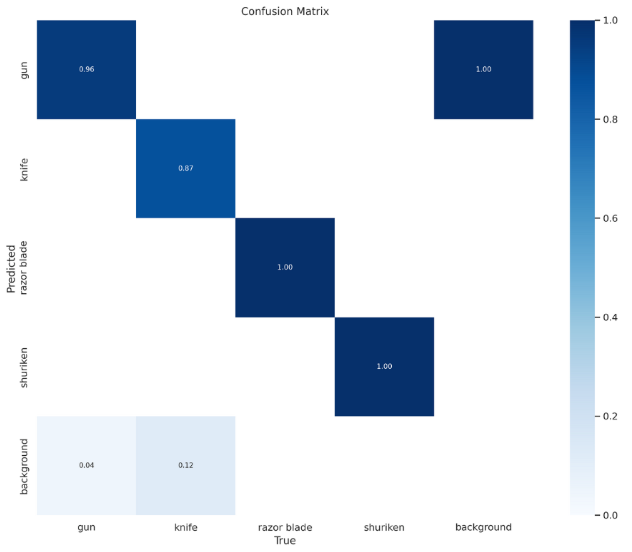 Confusion Matrix
gun
knife
razor blade
shuriken
background
Predicted
0.96
1.00
0.87
1.00
1.00
0.04
0.12
gun
knife
razor blade
shuriken
background
True
1.0
0.8
0.6
0.4
0.2
0.0